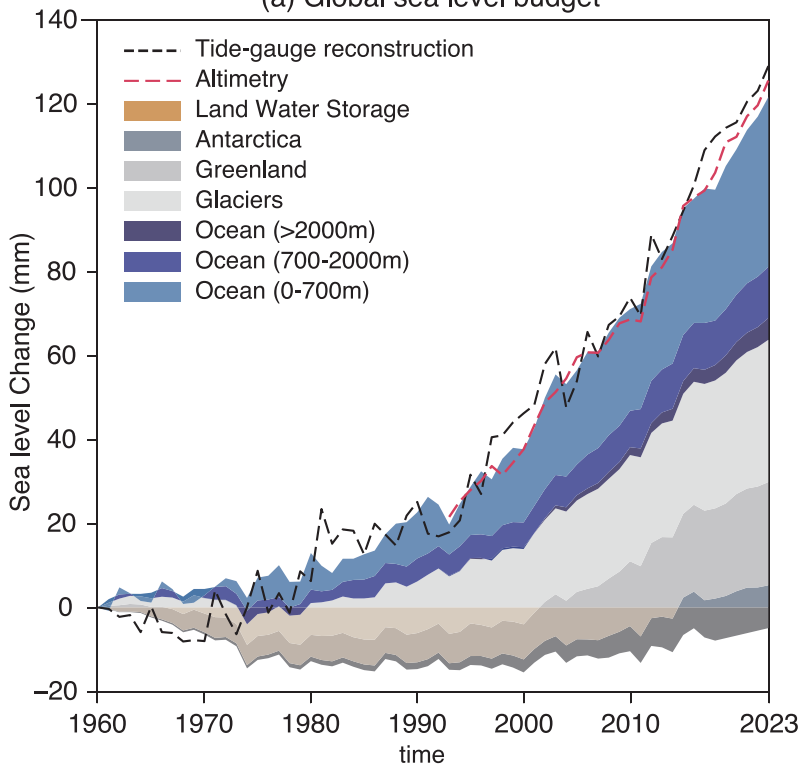 (a) Global sea level budget
140
120
100
80
60
40
20
0
−20
Sea level Change (mm)
Tide-gauge reconstruction
Altimetry
Land Water Storage
Antarctica
Greenland
Glaciers
Ocean (>2000m)
Ocean (700-2000m)
Ocean (0-700m)
1960
1970
1980
1990
2000
2010
2023
time